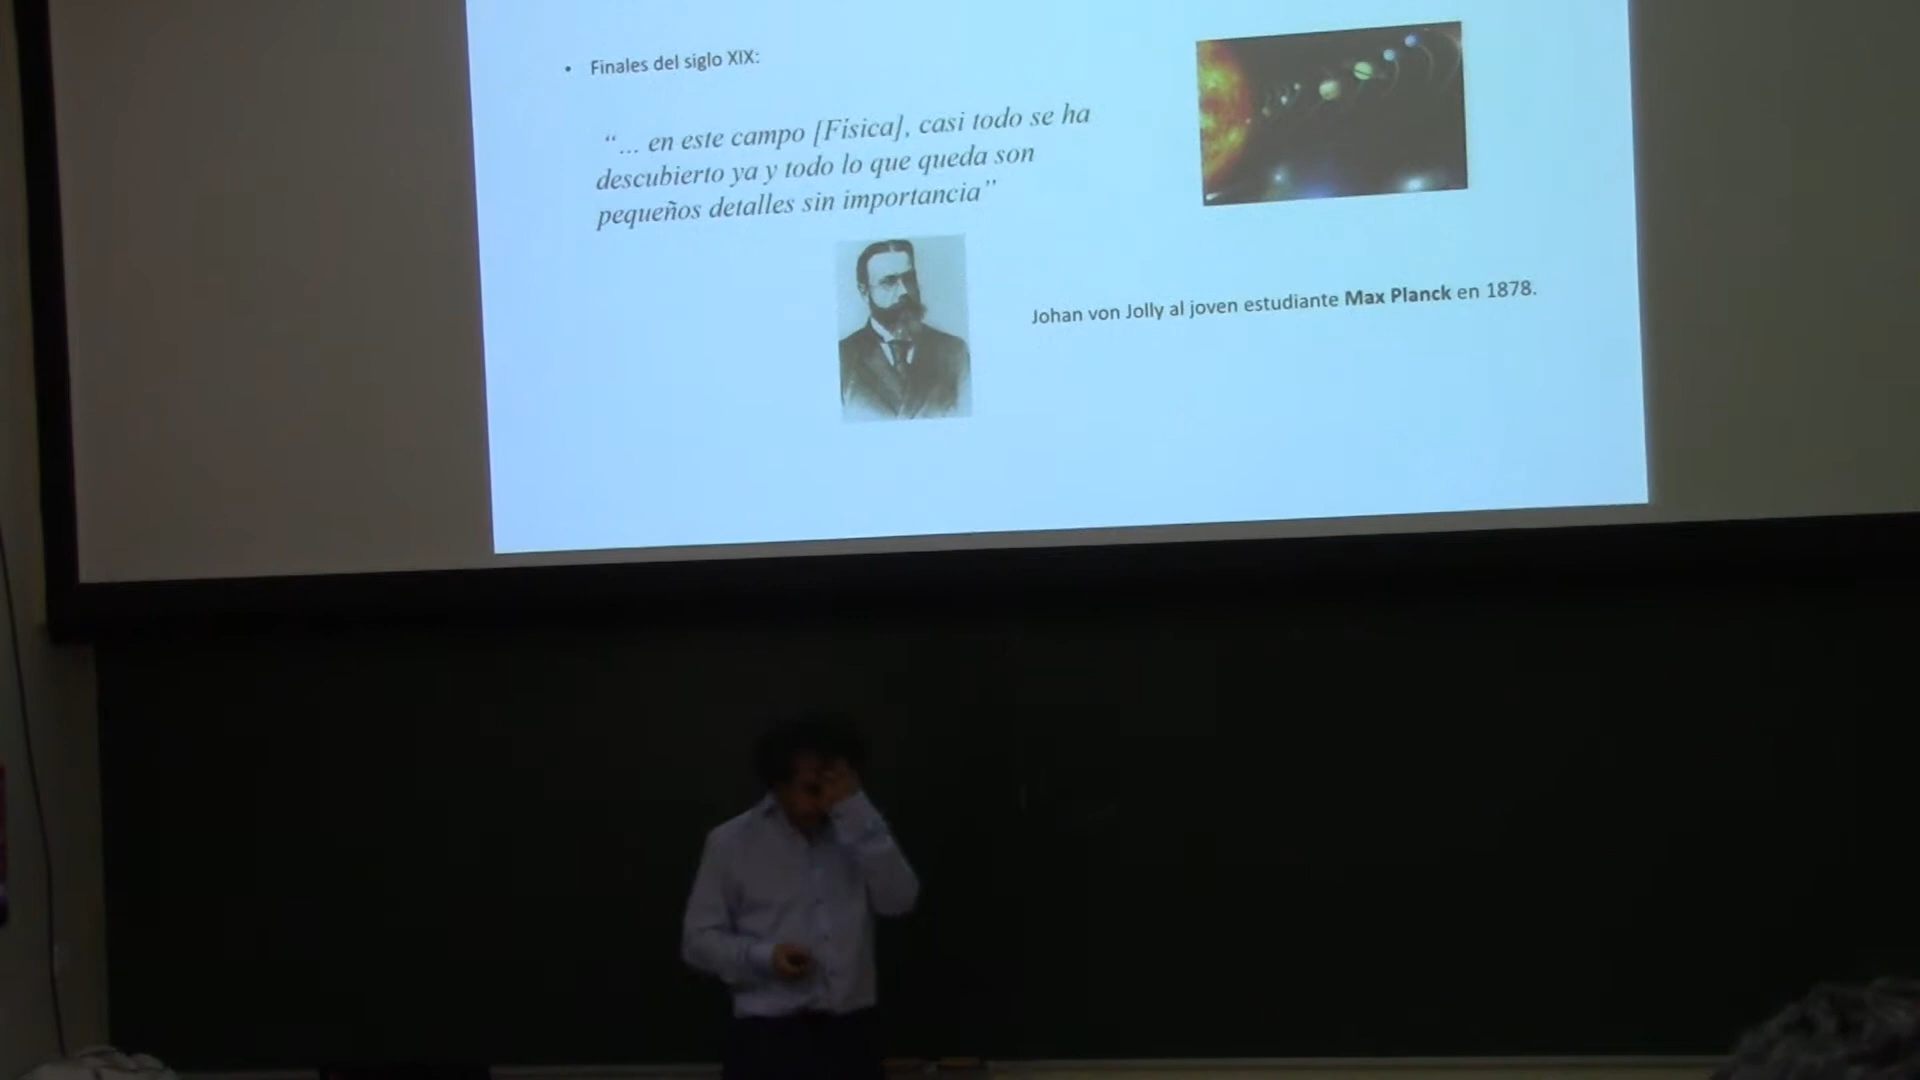 • Finales del siglo XIX:
“... en este campo [Física], casi todo se ha
descubierto ya y todo lo que queda son
pequeños detalles sin importancia”
Johan von Jolly al joven estudiante Max Planck en 1878.